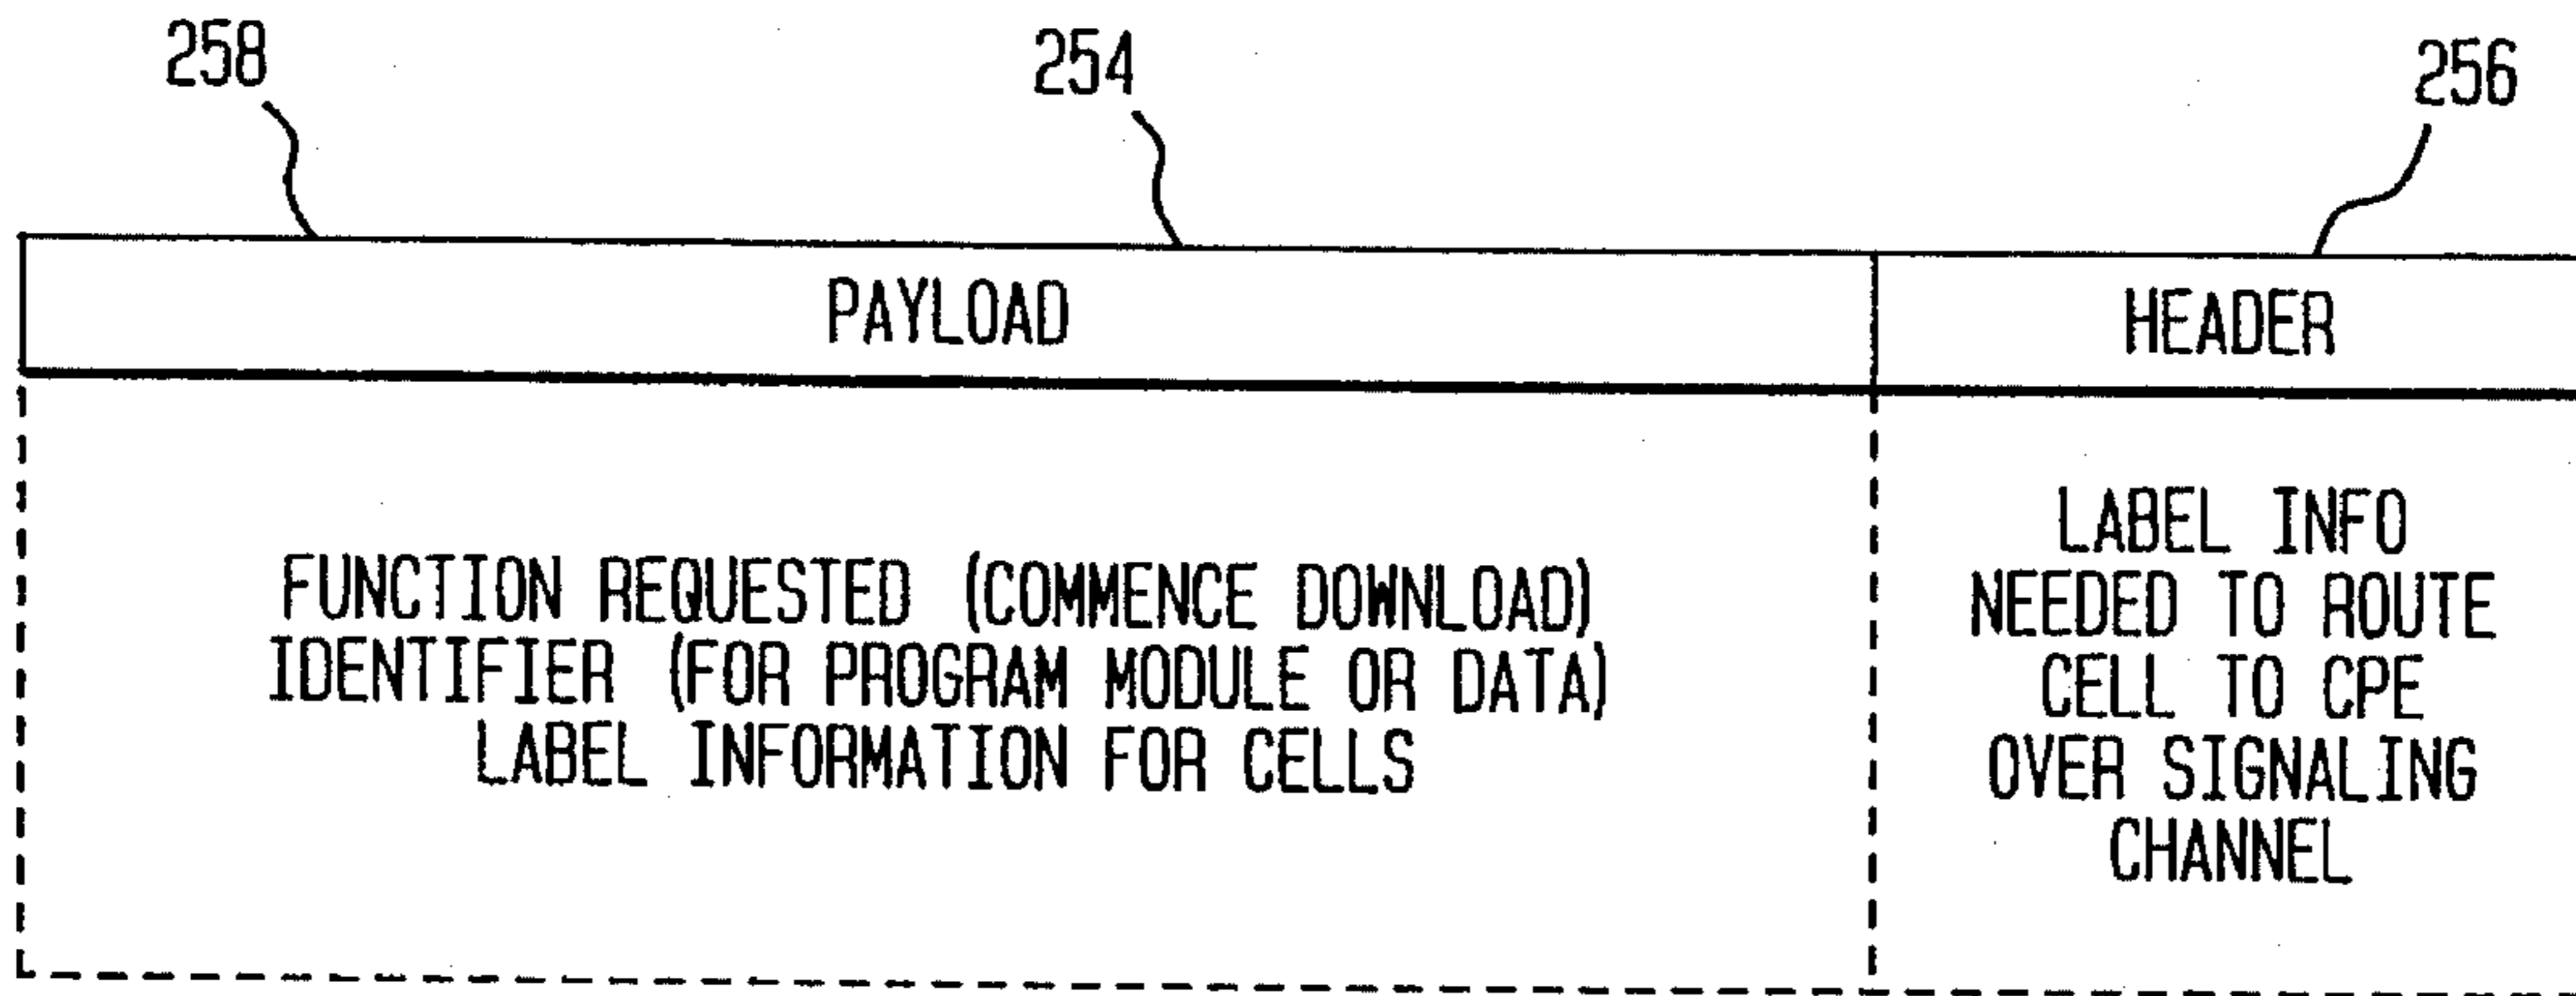 258
254
256
PAYLOAD
HEADER
FUNCTION REQUESTED (COMMENCE DOWNLOAD)
IDENTIFIER (FOR PROGRAM MODULE OR DATA)
LABEL INFORMATION FOR CELLS
LABEL INFO
NEEDED TO ROUTE
CELL TO CPE
OVER SIGNALING
CHANNEL